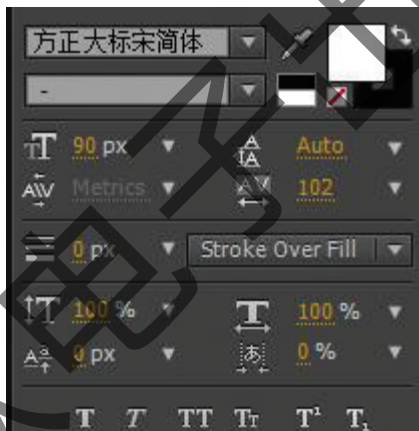 方正大标宋简体
-
90 px Auto
Metrics 102
0 px Stroke Over Fill
100 % 100 %
0 px 0 %
T T TT Tт T¹ T₁